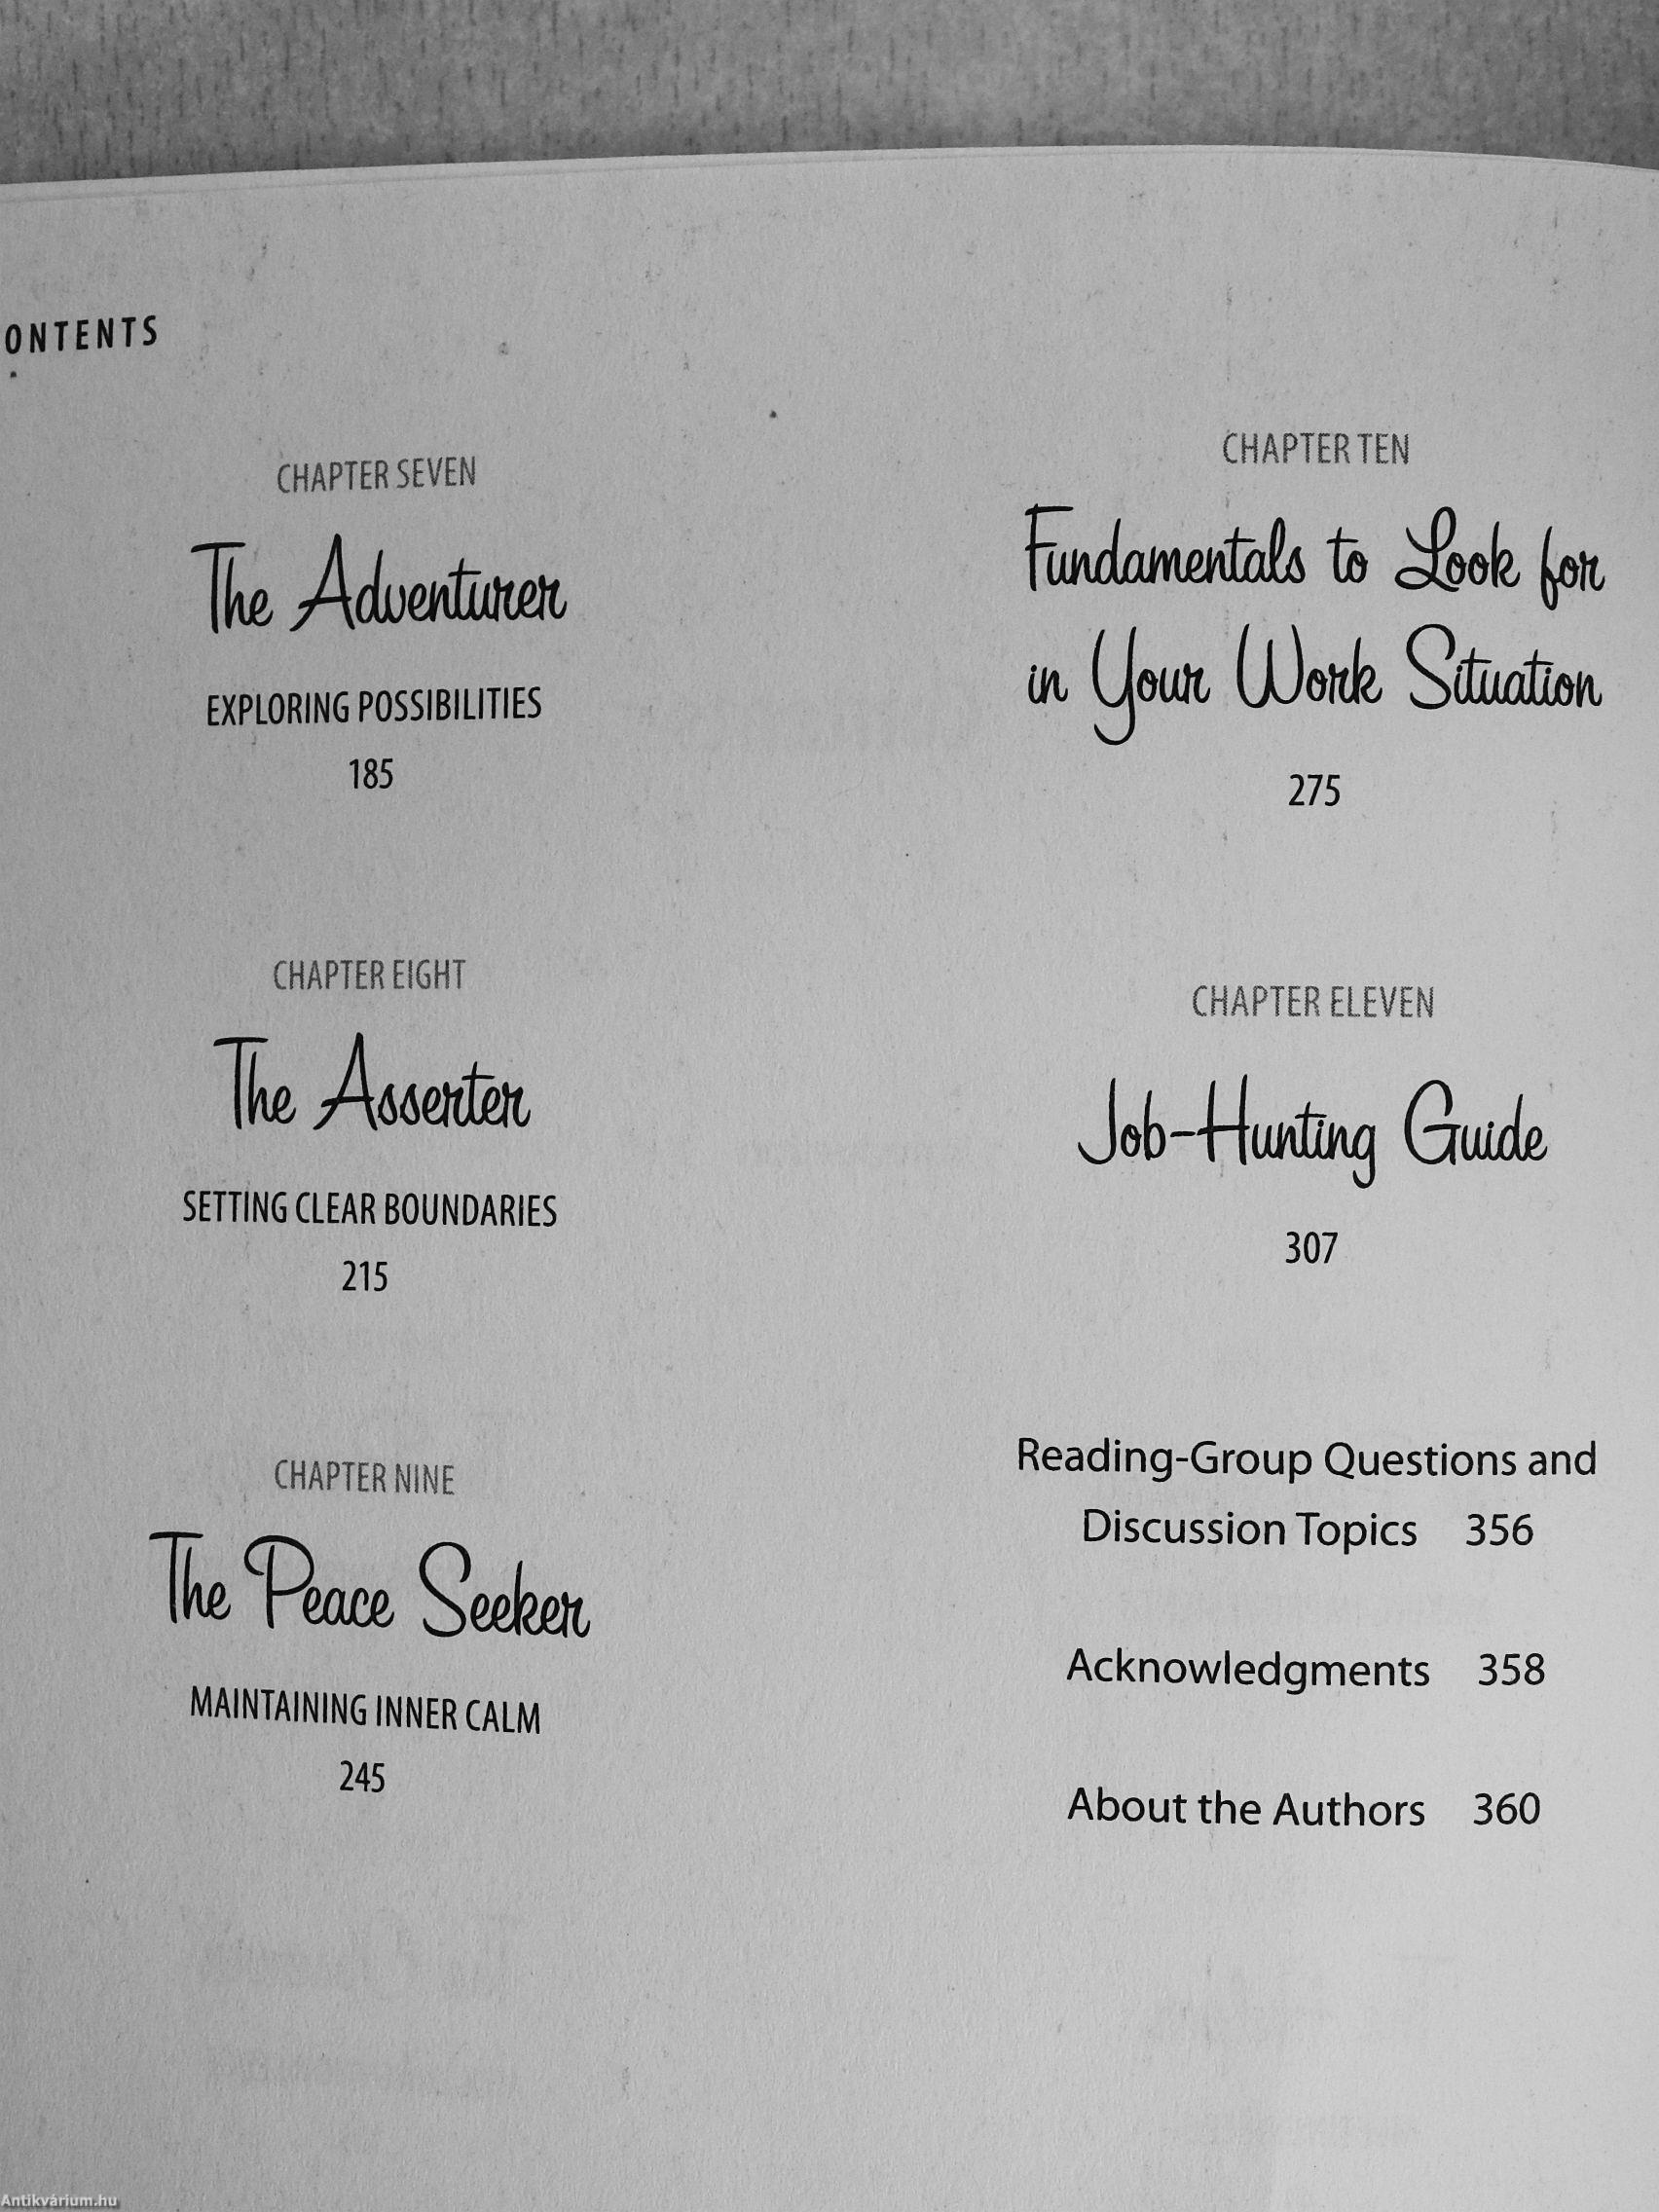 ONTENTS
CHAPTER SEVEN
The Adventurer
EXPLORING POSSIBILITIES
185
CHAPTER EIGHT
The Asserter
SETTING CLEAR BOUNDARIES
215
CHAPTER NINE
The Peace Seeker
MAINTAINING INNER CALM
245
CHAPTER TEN
Fundamentals to Look for
in Your Work Situation
275
CHAPTER ELEVEN
Job-Hunting Guide
307
Reading-Group Questions and
Discussion Topics 356
Acknowledgments 358
About the Authors 360
Antikvárium.hu